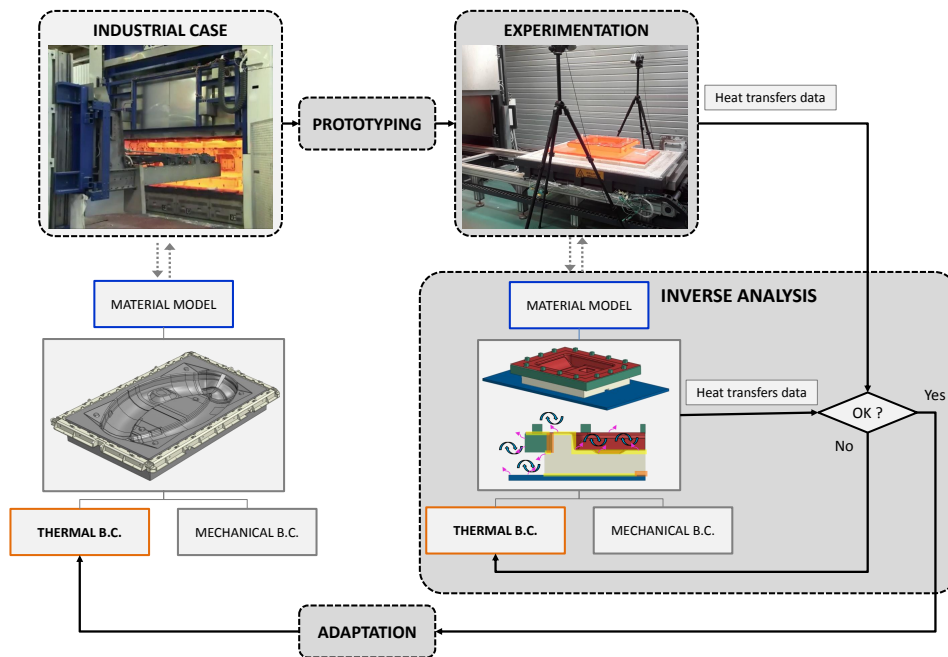 INDUSTRIAL CASE
EXPERIMENTATION
PROTOTYPING
Heat transfers data
MATERIAL MODEL
INVERSE ANALYSIS
MATERIAL MODEL
Heat transfers data
OK ?
Yes
No
THERMAL B.C.
MECHANICAL B.C.
THERMAL B.C.
MECHANICAL B.C.
ADAPTATION